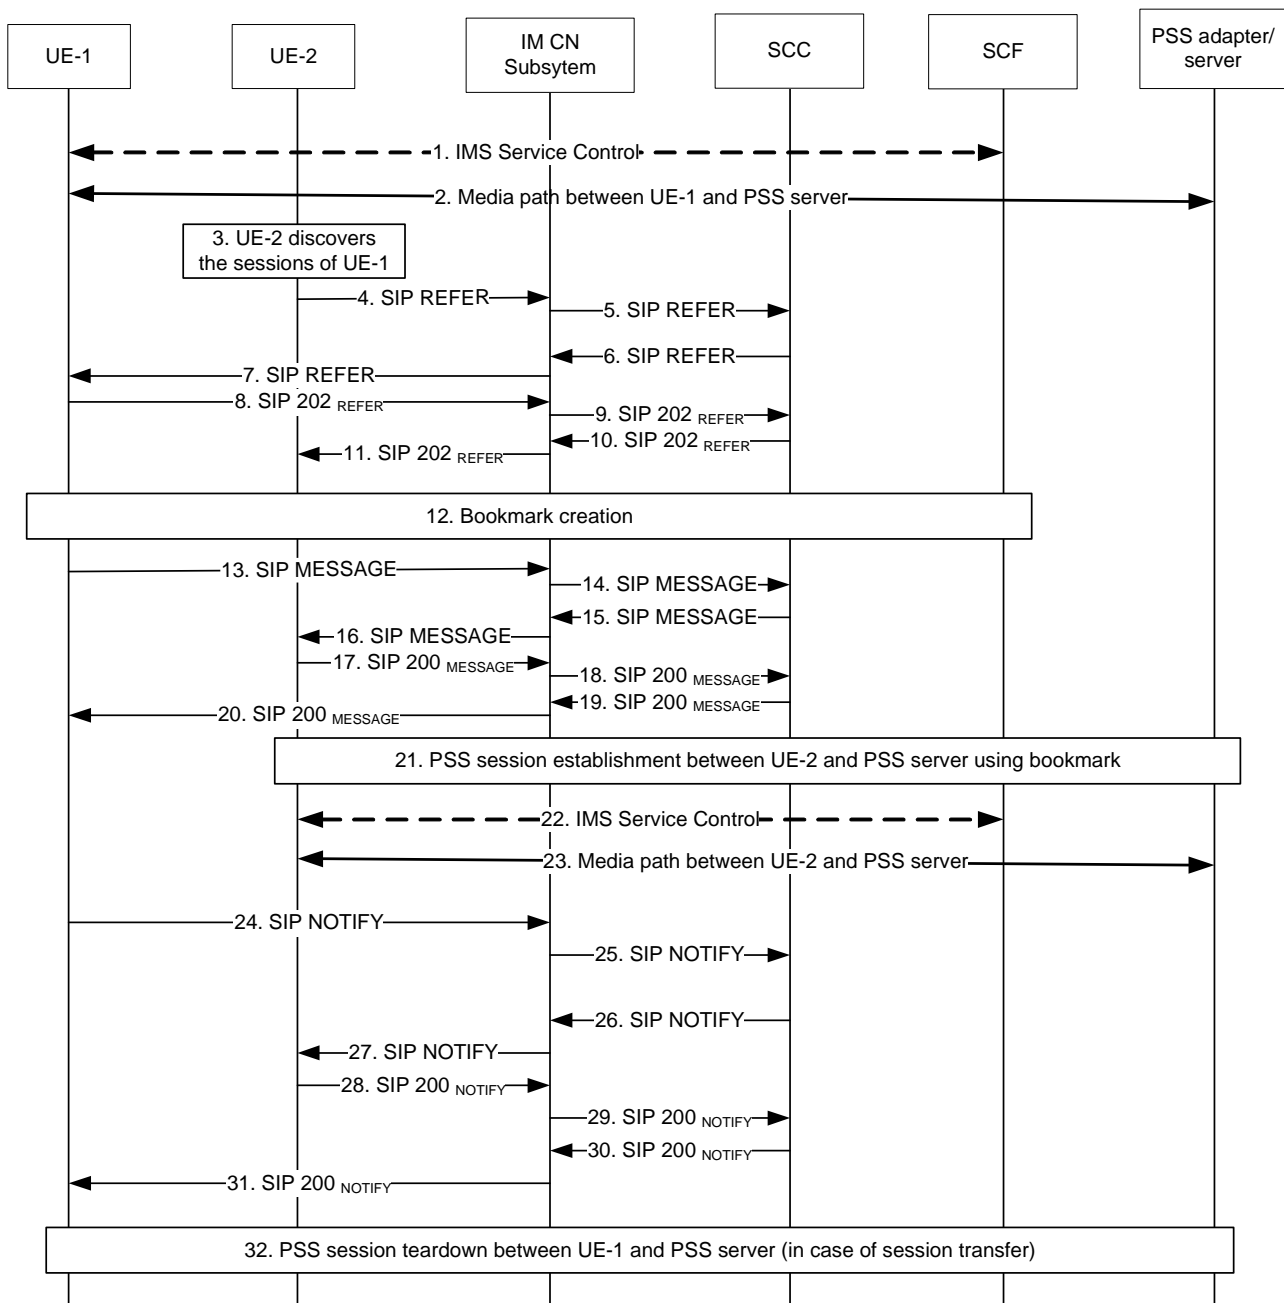 UE-1
UE-2
IM CN
Subsytem
SCC
SCF
PSS adapter/
server
1. IMS Service Control
2. Media path between UE-1 and PSS server
3. UE-2 discovers
the sessions of UE-1
4. SIP REFER
5. SIP REFER
6. SIP REFER
7. SIP REFER
8. SIP 202 REFER
9. SIP 202 REFER
10. SIP 202 REFER
11. SIP 202 REFER
12. Bookmark creation
13. SIP MESSAGE
14. SIP MESSAGE
15. SIP MESSAGE
16. SIP MESSAGE
17. SIP 200 MESSAGE
18. SIP 200 MESSAGE
19. SIP 200 MESSAGE
20. SIP 200 MESSAGE
21. PSS session establishment between UE-2 and PSS server using bookmark
22. IMS Service Control
23. Media path between UE-2 and PSS server
24. SIP NOTIFY
25. SIP NOTIFY
26. SIP NOTIFY
27. SIP NOTIFY
28. SIP 200 NOTIFY
29. SIP 200 NOTIFY
30. SIP 200 NOTIFY
31. SIP 200 NOTIFY
32. PSS session teardown between UE-1 and PSS server (in case of session transfer)